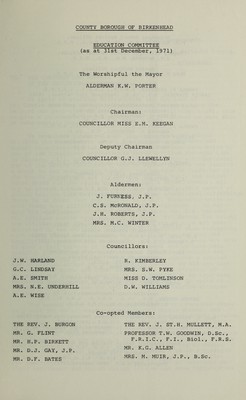 COUNTY BOROUGH OF BIRKENHEAD
EDUCATION COMMITTEE
(as at 31st December, 1971)
The Worshipful the Mayor
ALDERMAN K.W. PORTER
Chairman:
COUNCILLOR MISS E.M. KEEGAN
Deputy Chairman
COUNCILLOR G.J. LLEWELLYN
Aldermen:
J. FURNESS, J.P.
C.S. McRONALD, J.P.
J.H. ROBERTS, J.P.
MRS. M.C. WINTER
Councillors:
J.W. HARLAND
G.C. LINDSAY
A.E. SMITH
MRS. N.E. UNDERHILL
A.E. WISE
R. KIMBERLEY
MRS. S.W. PYKE
MISS D. TOMLINSON
D.W. WILLIAMS
Co-opted Members:
THE REV. J. BURGON
MR. G. FLINT
MR. H.P. BIRKETT
MR. D.J. GAY, J.P.
MR. D.F. BATES
THE REV. J. ST.H. MULLETT, M.A.
PROFESSOR T.W. GOODWIN, D.Sc.,
F.R.I.C., F.I., Biol., F.R.S.
MR. K.G. ALLEN
MRS. M. MUIR, J.P., B.Sc.